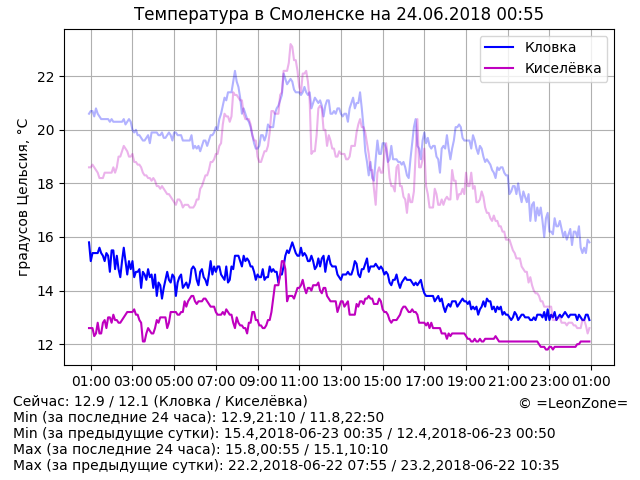 Температура в Смоленске на 24.06.2018 00:55
Кловка
Киселёвка
градусов Цельсия, °C
22
20
18
16
14
12
01:00 03:00 05:00 07:00 09:00 11:00 13:00 15:00 17:00 19:00 21:00 23:00 01:00
© =LeonZone=
Сейчас: 12.9 / 12.1 (Кловка / Киселёвка)
Min (за последние 24 часа): 12.9,21:10 / 11.8,22:50
Min (за предыдущие сутки): 15.4,2018-06-23 00:35 / 12.4,2018-06-23 00:50
Max (за последние 24 часа): 15.8,00:55 / 15.1,10:10
Max (за предыдущие сутки): 22.2,2018-06-22 07:55 / 23.2,2018-06-22 10:35